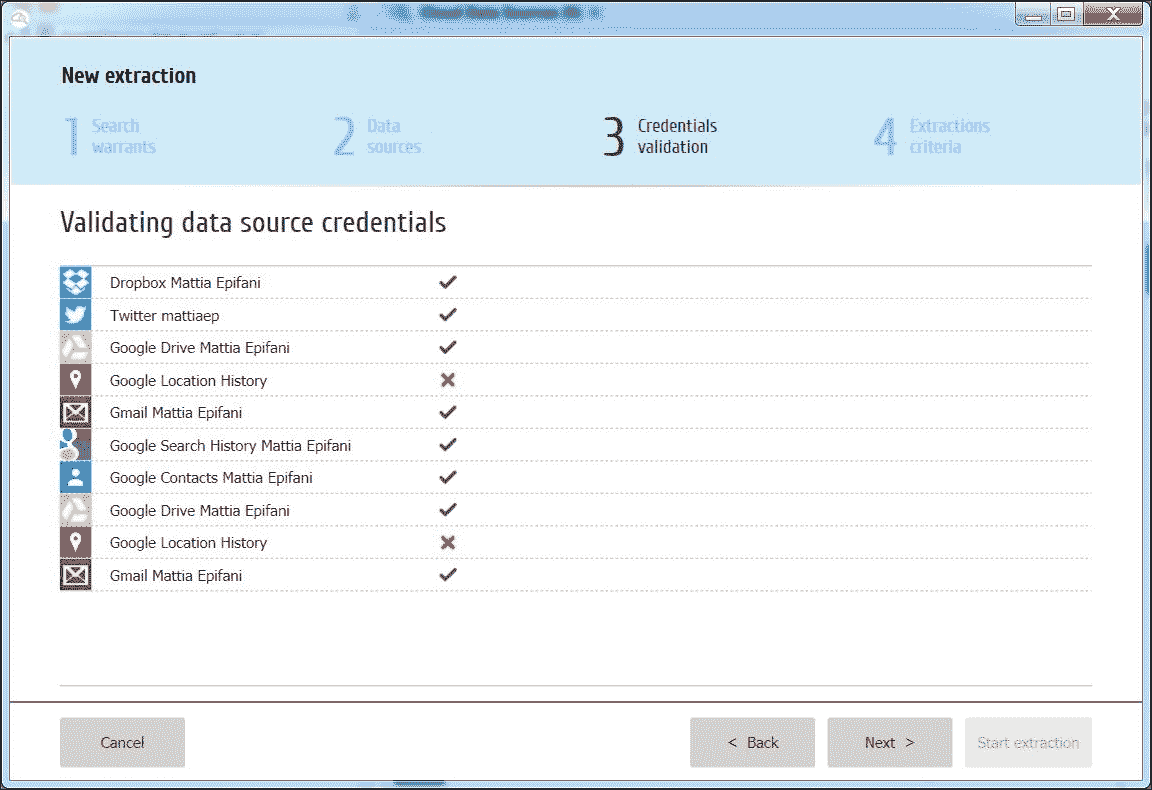 New extraction
1 Search warrants
2 Data sources
3 Credentials validation
4 Extractions criteria
Validating data source credentials
Dropbox Mattia Epifani
Twitter mattiaep
Google Drive Mattia Epifani
Google Location History
Gmail Mattia Epifani
Google Search History Mattia Epifani
Google Contacts Mattia Epifani
Google Drive Mattia Epifani
Google Location History
Gmail Mattia Epifani
Cancel
< Back
Next >
Start extraction